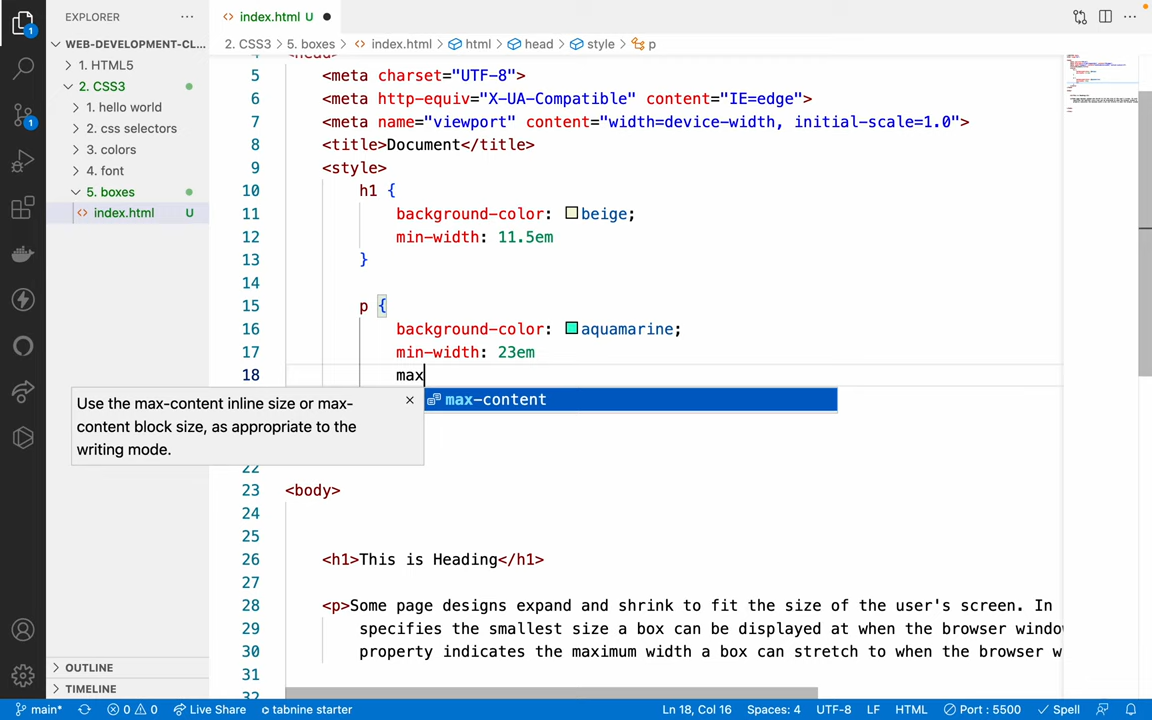 EXPLORER
WEB-DEVELOPMENT-CL...
1. HTML5
2. CSS3
1. hello world
2. css selectors
3. colors
4. font
5. boxes
<> index.html U
OUTLINE
TIMELINE
<> index.html U
2. CSS3 > 5. boxes > <> index.html > html > head > style > p
5 <meta charset="UTF-8">
6 <meta http-equiv="X-UA-Compatible" content="IE=edge">
7 <meta name="viewport" content="width=device-width, initial-scale=1.0">
8 <title>Document</title>
9 <style>
10 h1 {
11 background-color: beige;
12 min-width: 11.5em
13 }
14
15 p {
16 background-color: aquamarine;
17 min-width: 23em
18 max
max-content
Use the max-content inline size or max-
content block size, as appropriate to the
writing mode.
22
23 <body>
24
25
26 <h1>This is Heading</h1>
27
28 <p>Some page designs expand and shrink to fit the size of the user's screen. In
29 specifies the smallest size a box can be displayed at when the browser windo
30 property indicates the maximum width a box can stretch to when the browser w
31
32
1
1
main* 0 0 Live Share tabnine starter Ln 18, Col 16 Spaces: 4 UTF-8 LF HTML Port : 5500 Spell